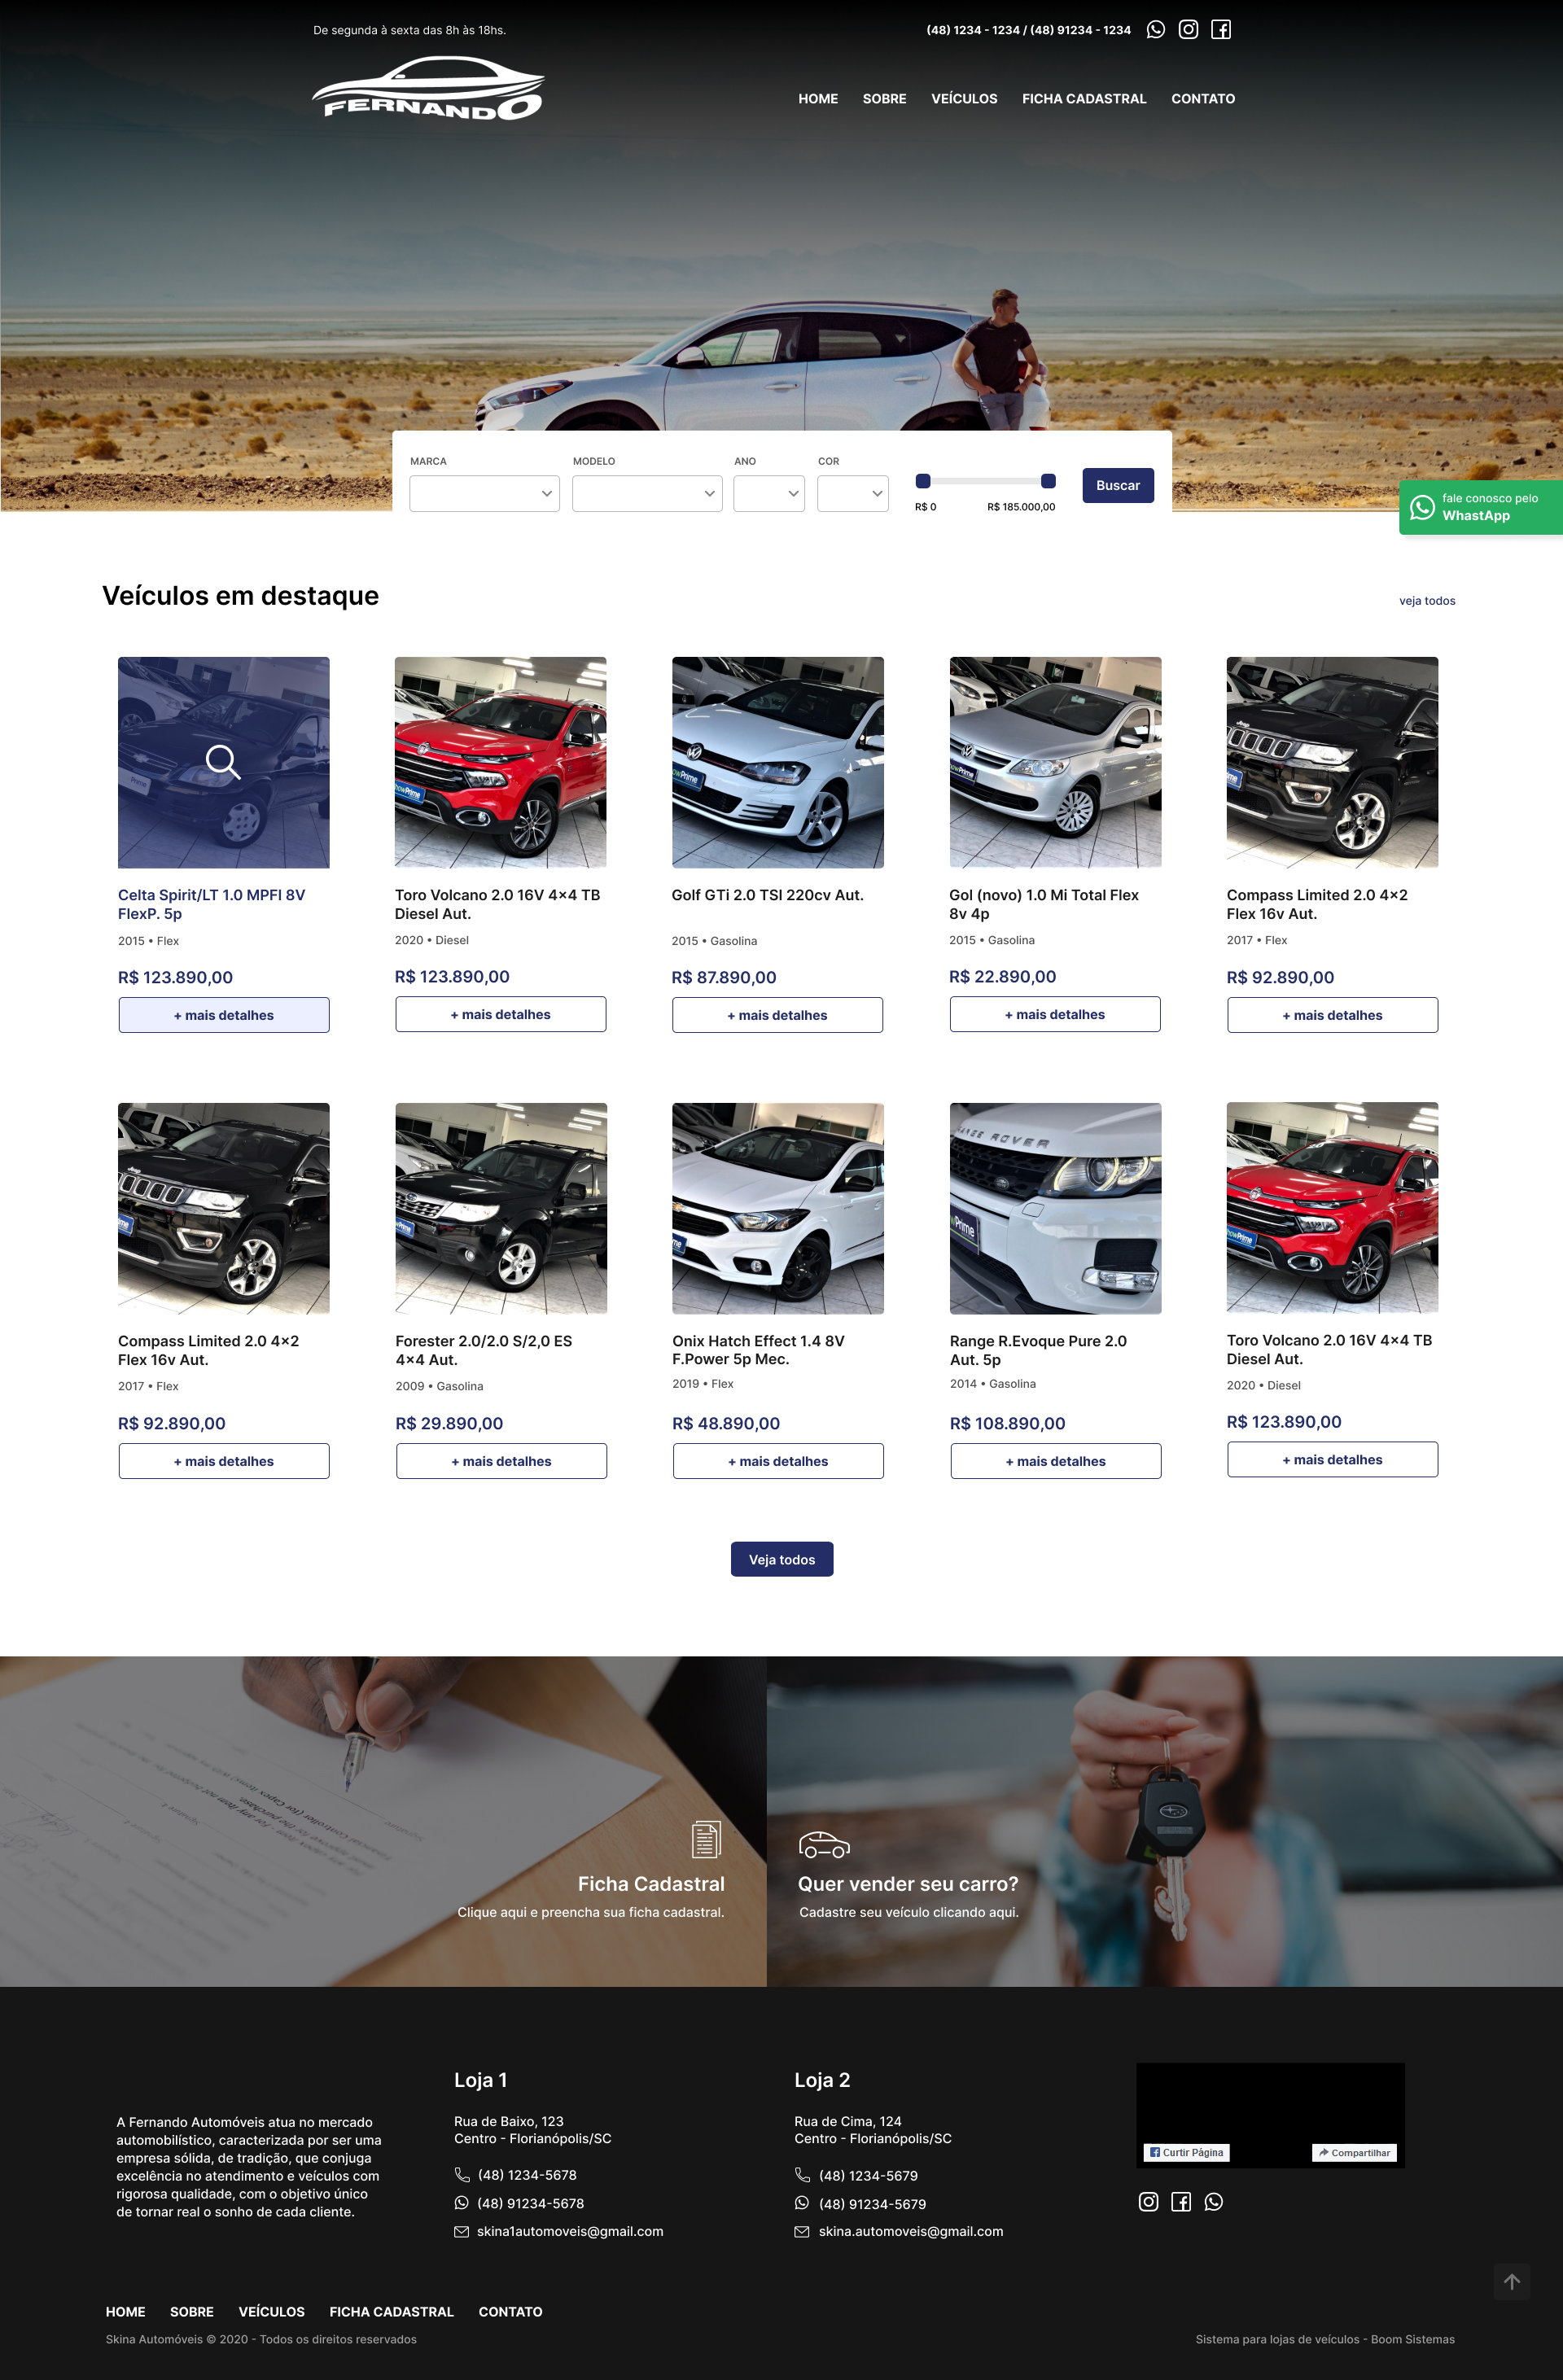 De segunda à sexta das 8h às 18hs.
(48) 1234 - 1234 / (48) 91234 - 1234
FERNANDO
HOME SOBRE VEÍCULOS FICHA CADASTRAL CONTATO
MARCA MODELO ANO COR
R$ 0 R$ 185.000,00
Buscar
fale conosco pelo
WhastApp
Veículos em destaque
veja todos
Celta Spirit/LT 1.0 MPFI 8V
FlexP. 5p
2015 • Flex
R$ 123.890,00
+ mais detalhes
Toro Volcano 2.0 16V 4x4 TB
Diesel Aut.
2020 • Diesel
R$ 123.890,00
+ mais detalhes
Golf GTi 2.0 TSI 220cv Aut.
2015 • Gasolina
R$ 87.890,00
+ mais detalhes
Gol (novo) 1.0 Mi Total Flex
8v 4p
2015 • Gasolina
R$ 22.890,00
+ mais detalhes
Jeep
Compass Limited 2.0 4x2
Flex 16v Aut.
2017 • Flex
R$ 92.890,00
+ mais detalhes
Jeep
Compass Limited 2.0 4x2
Flex 16v Aut.
2017 • Flex
R$ 92.890,00
+ mais detalhes
Forester 2.0/2.0 S/2,0 ES
4x4 Aut.
2009 • Gasolina
R$ 29.890,00
+ mais detalhes
Onix Hatch Effect 1.4 8V
F.Power 5p Mec.
2019 • Flex
R$ 48.890,00
+ mais detalhes
ROVER
Range R.Evoque Pure 2.0
Aut. 5p
2014 • Gasolina
R$ 108.890,00
+ mais detalhes
Toro Volcano 2.0 16V 4x4 TB
Diesel Aut.
2020 • Diesel
R$ 123.890,00
+ mais detalhes
Veja todos
Ficha Cadastral
Clique aqui e preencha sua ficha cadastral.
Quer vender seu carro?
Cadastre seu veículo clicando aqui.
A Fernando Automóveis atua no mercado
automobilístico, caracterizada por ser uma
empresa sólida, de tradição, que conjuga
excelência no atendimento e veículos com
rigorosa qualidade, com o objetivo único
de tornar real o sonho de cada cliente.
Loja 1
Rua de Baixo, 123
Centro - Florianópolis/SC
(48) 1234-5678
(48) 91234-5678
skina1automoveis@gmail.com
Loja 2
Rua de Cima, 124
Centro - Florianópolis/SC
(48) 1234-5679
(48) 91234-5679
skina.automoveis@gmail.com
Curtir Página
Compartilhar
HOME SOBRE VEÍCULOS FICHA CADASTRAL CONTATO
Skina Automóveis © 2020 - Todos os direitos reservados
Sistema para lojas de veículos - Boom Sistemas